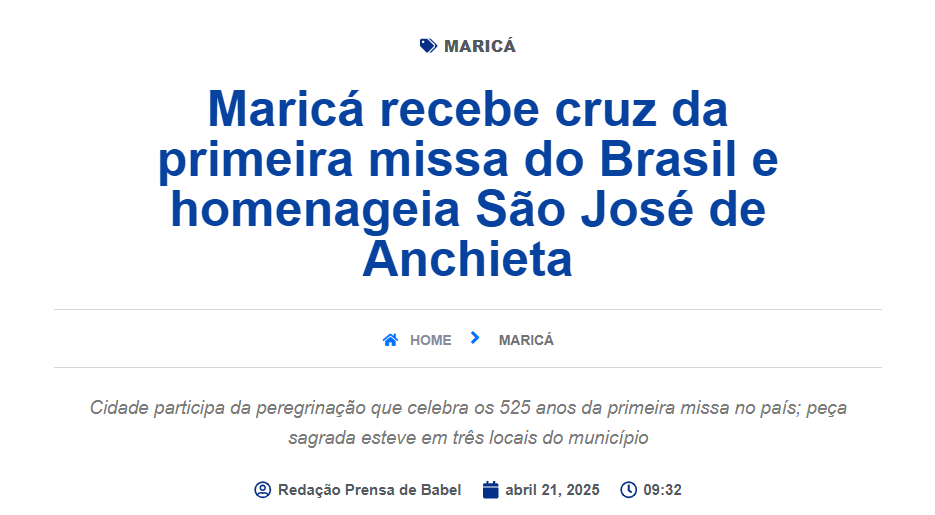 MARICÁ
Maricá recebe cruz da
primeira missa do Brasil e
homenageia São José de
Anchieta
HOME MARICÁ
Cidade participa da peregrinação que celebra os 525 anos da primeira missa no país; peça
sagrada esteve em três locais do município
Redação Prensa de Babel abril 21, 2025 09:32